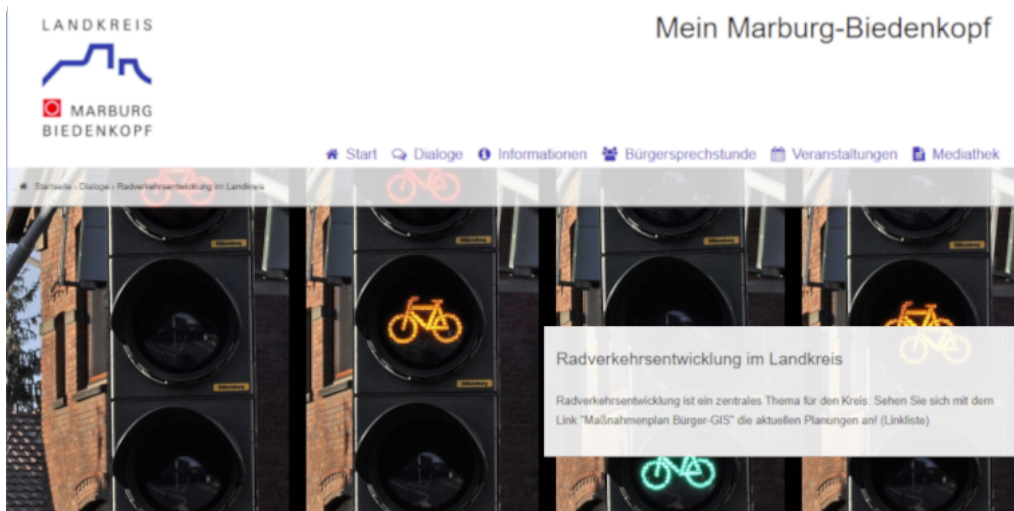 LANDKREIS
MARBURG
BIEDENKOPF
Mein Marburg-Biedenkopf
Start Dialoge Informationen Bürgersprechstunde Veranstaltungen Mediathek
Startseite › Dialoge › Radverkehrsentwicklung im Landkreis
Radverkehrsentwicklung im Landkreis
Radverkehrsentwicklung ist ein zentrales Thema für den Kreis. Sehen Sie sich mit dem
Link "Maßnahmenplan Bürger-GIS" die aktuellen Planungen an! (Linkliste)